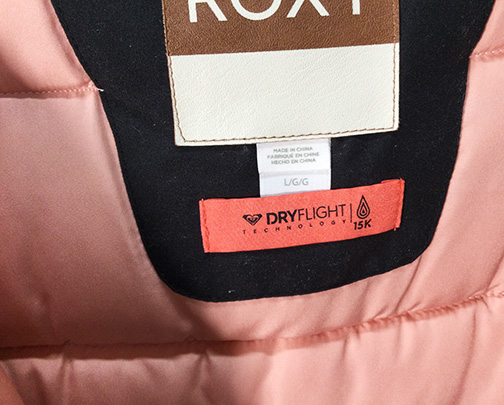 ROXY
MADE IN CHINA
FABRIQUÉ EN CHINE
HECHO EN CHINA
L/G/G
DRYFLIGHT
TECHNOLOGY
15K